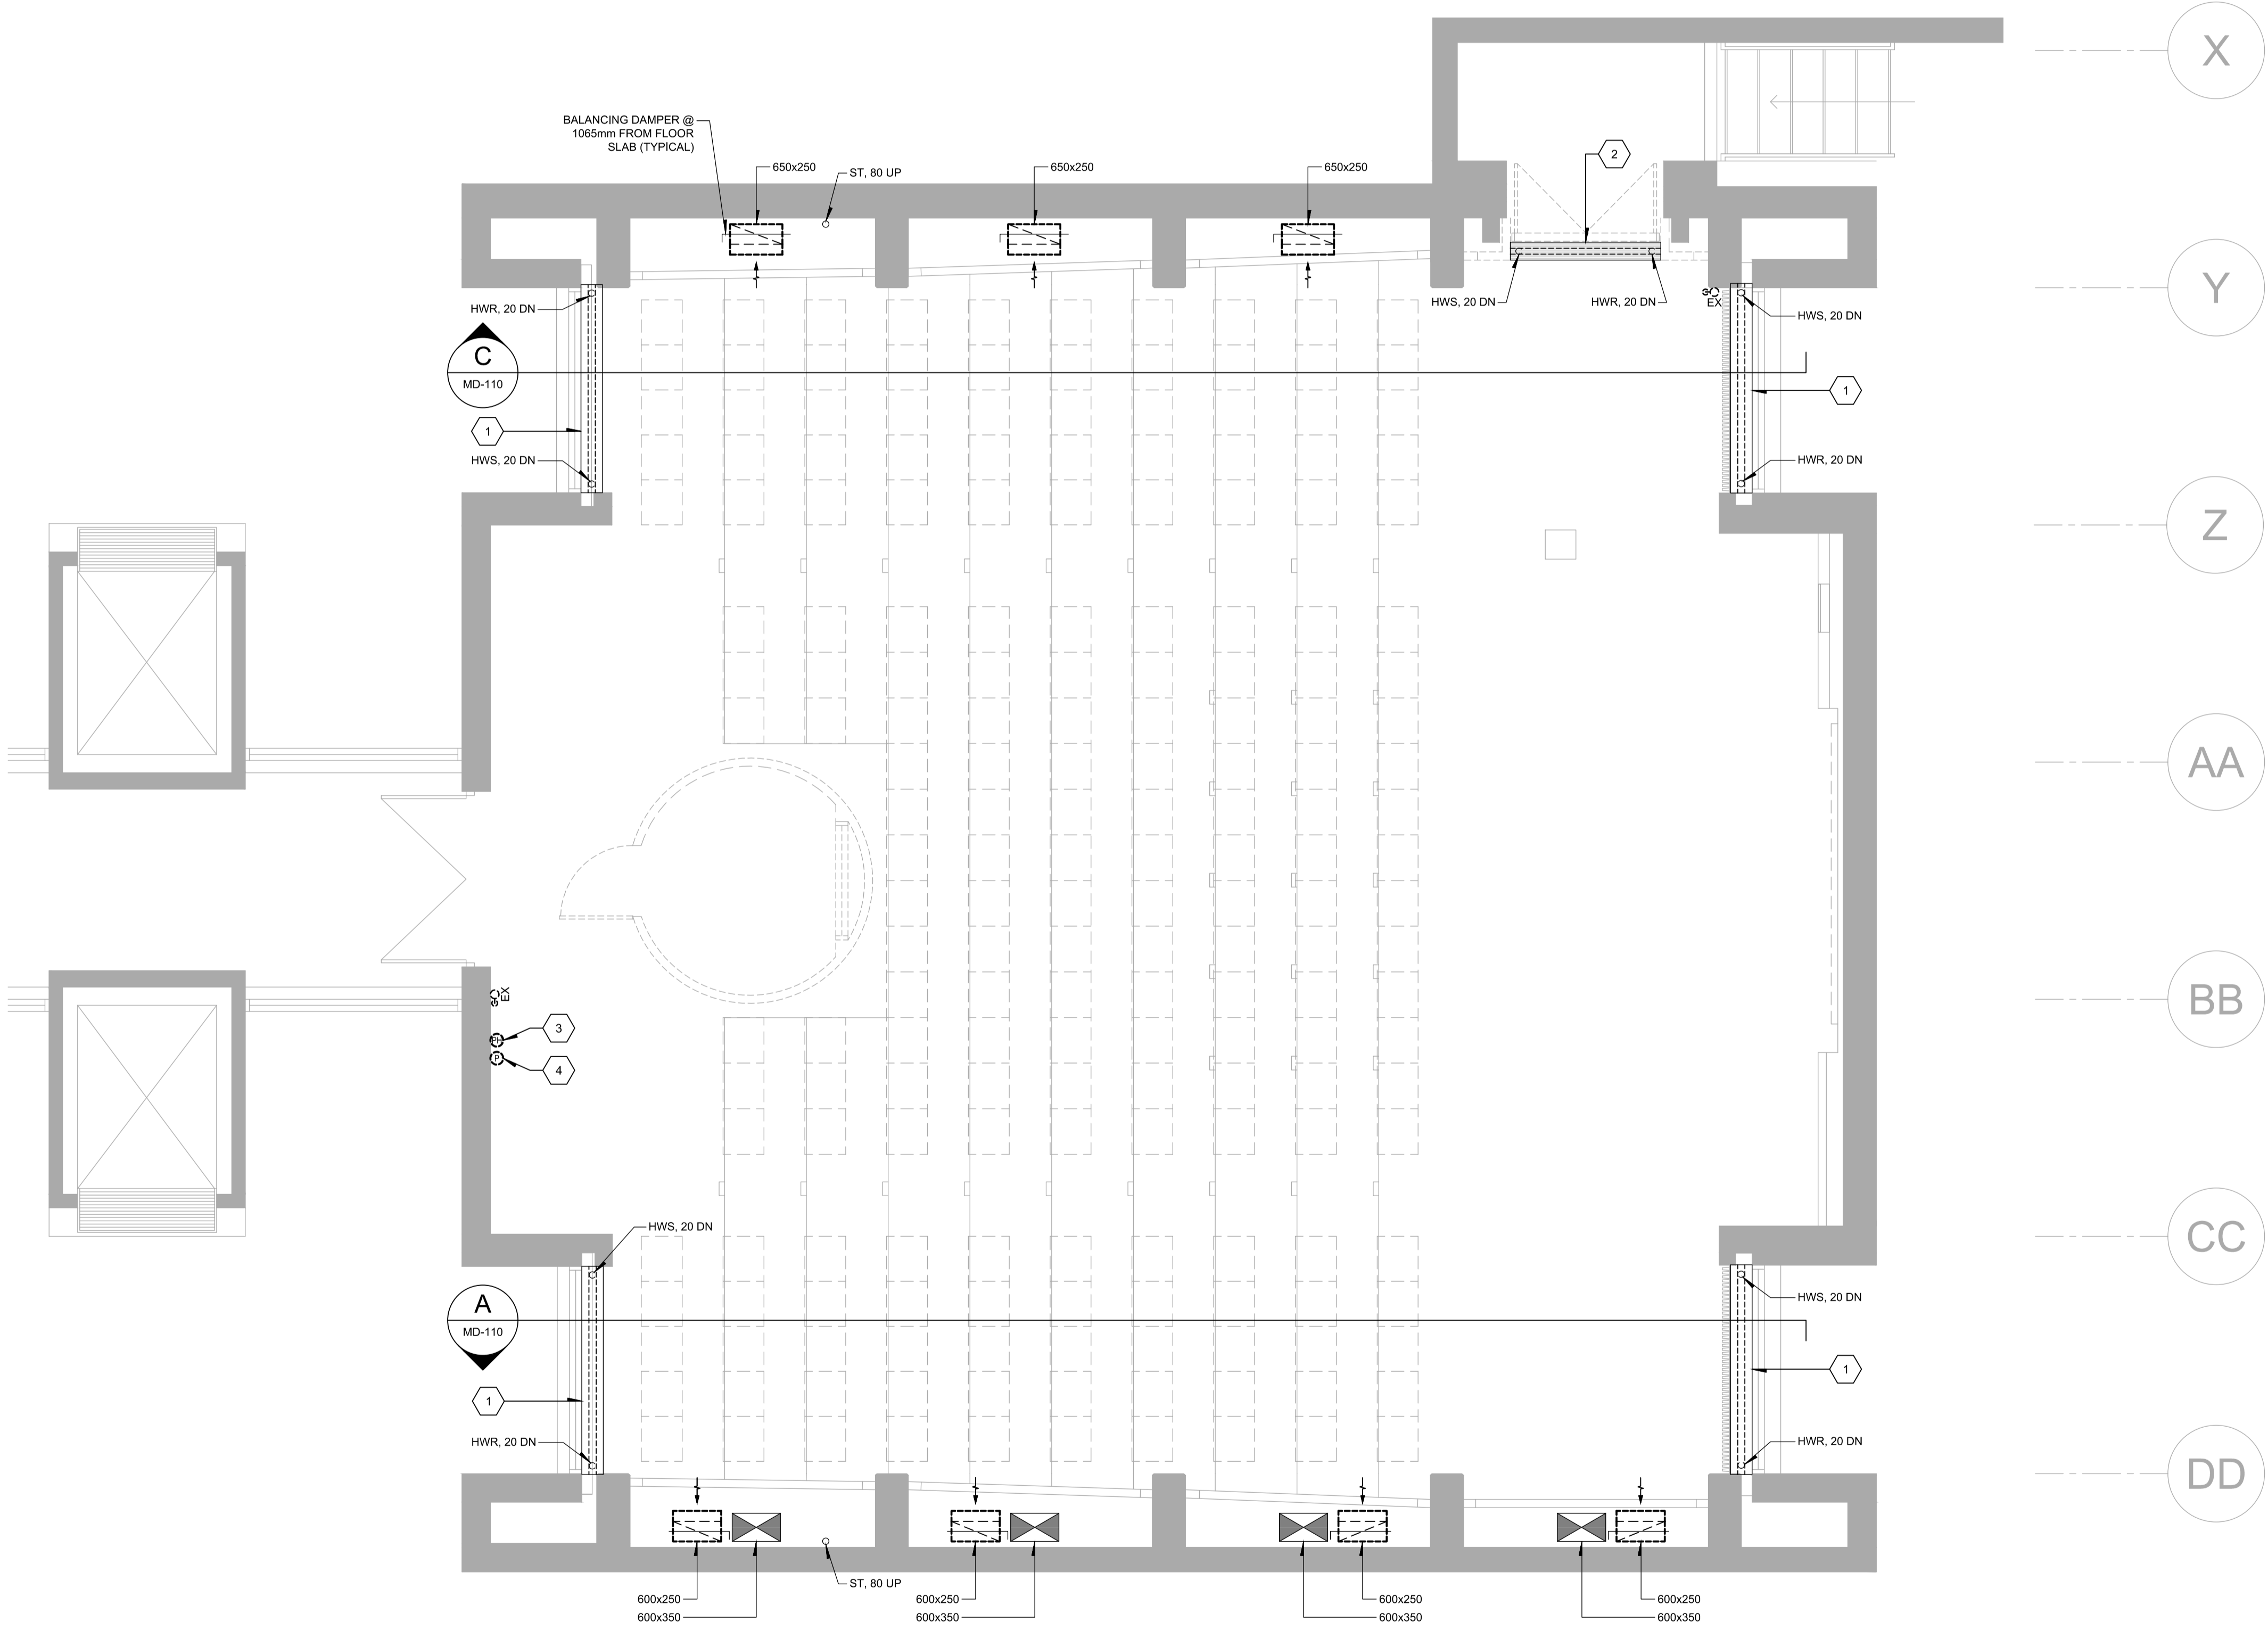 X
BALANCING DAMPER @
1065mm FROM FLOOR
SLAB (TYPICAL)
650x250
ST, 80 UP
650x250
650x250
2
Y
HWR, 20 DN
HWS, 20 DN
HWR, 20 DN
EX
HWS, 20 DN
C
MD-110
1
1
HWS, 20 DN
HWR, 20 DN
Z
AA
EX
BB
PH
3
P
4
HWS, 20 DN
CC
HWS, 20 DN
A
MD-110
1
1
HWR, 20 DN
HWR, 20 DN
DD
ST, 80 UP
600x250
600x350
600x250
600x350
600x250
600x350
600x250
600x350